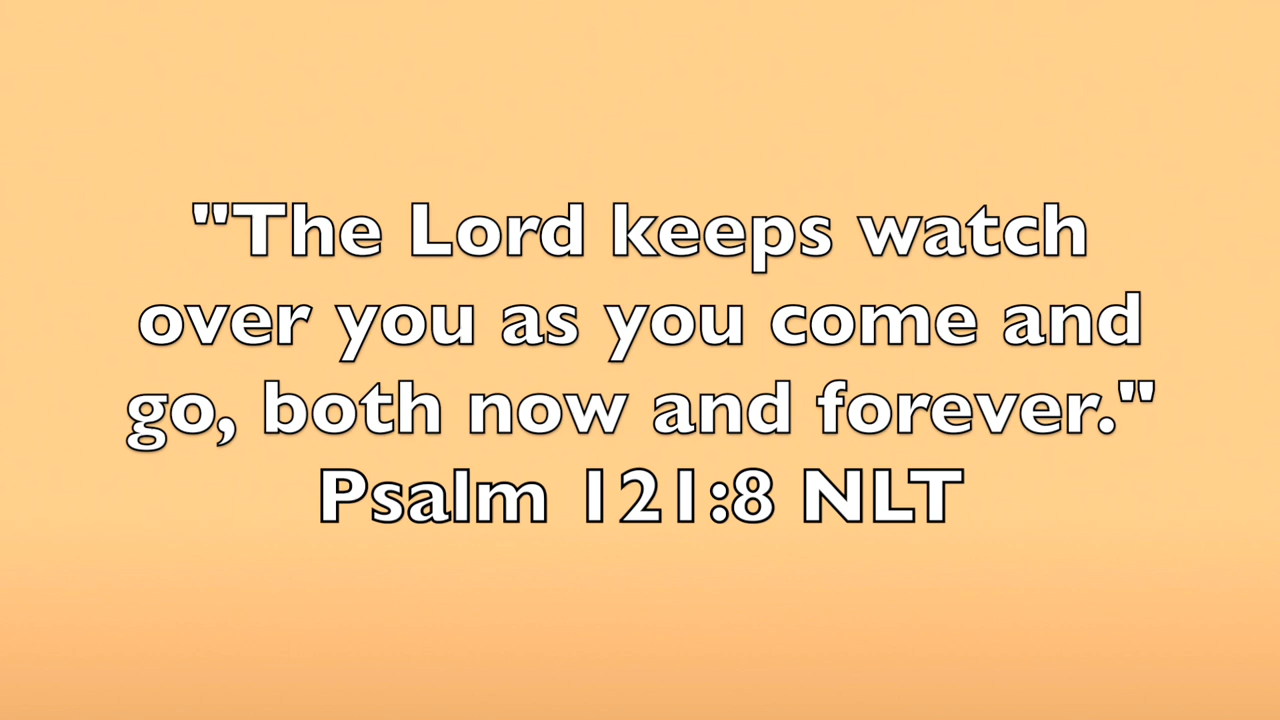 "The Lord keeps watch
over you as you come and
go, both now and forever."
Psalm 121:8 NLT